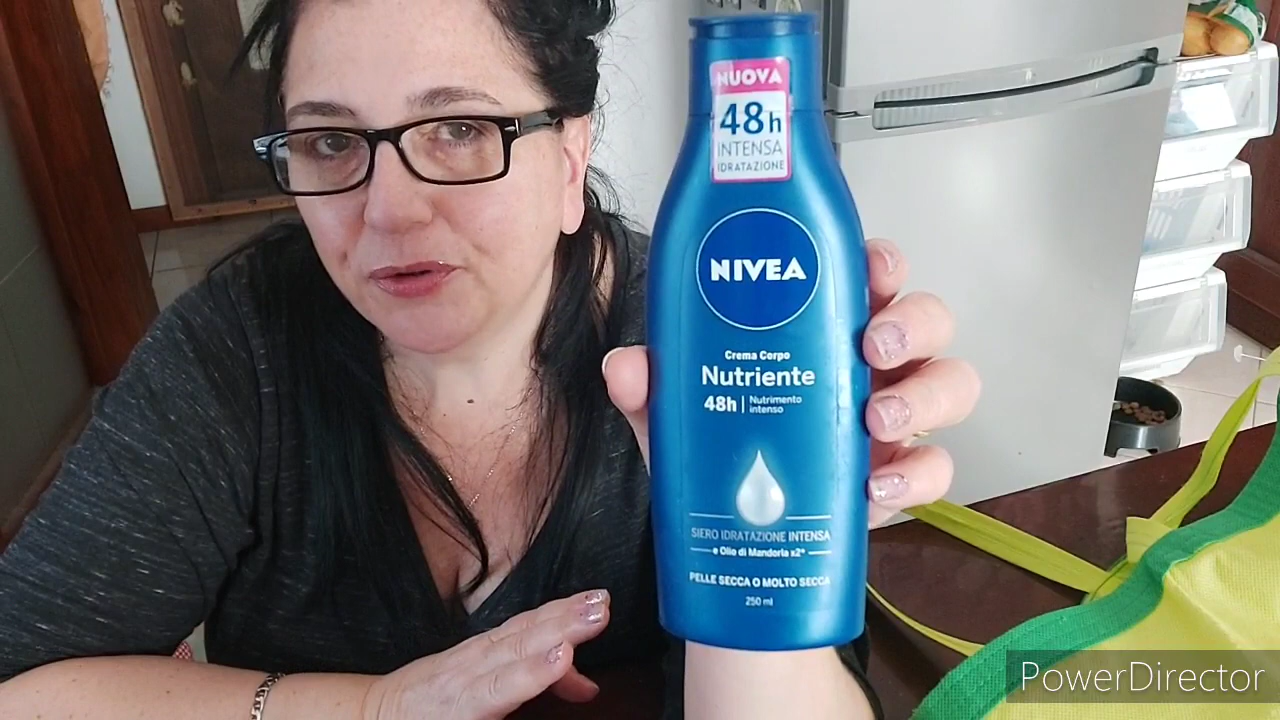 NUOVA
48h
INTENSA
IDRATAZIONE
NIVEA
Crema Corpo
Nutriente
48h | Nutrimento
intenso
SIERO IDRATAZIONE INTENSA
e Olio di Mandorla x2*
PELLE SECCA O MOLTO SECCA
250 ml
PowerDirector